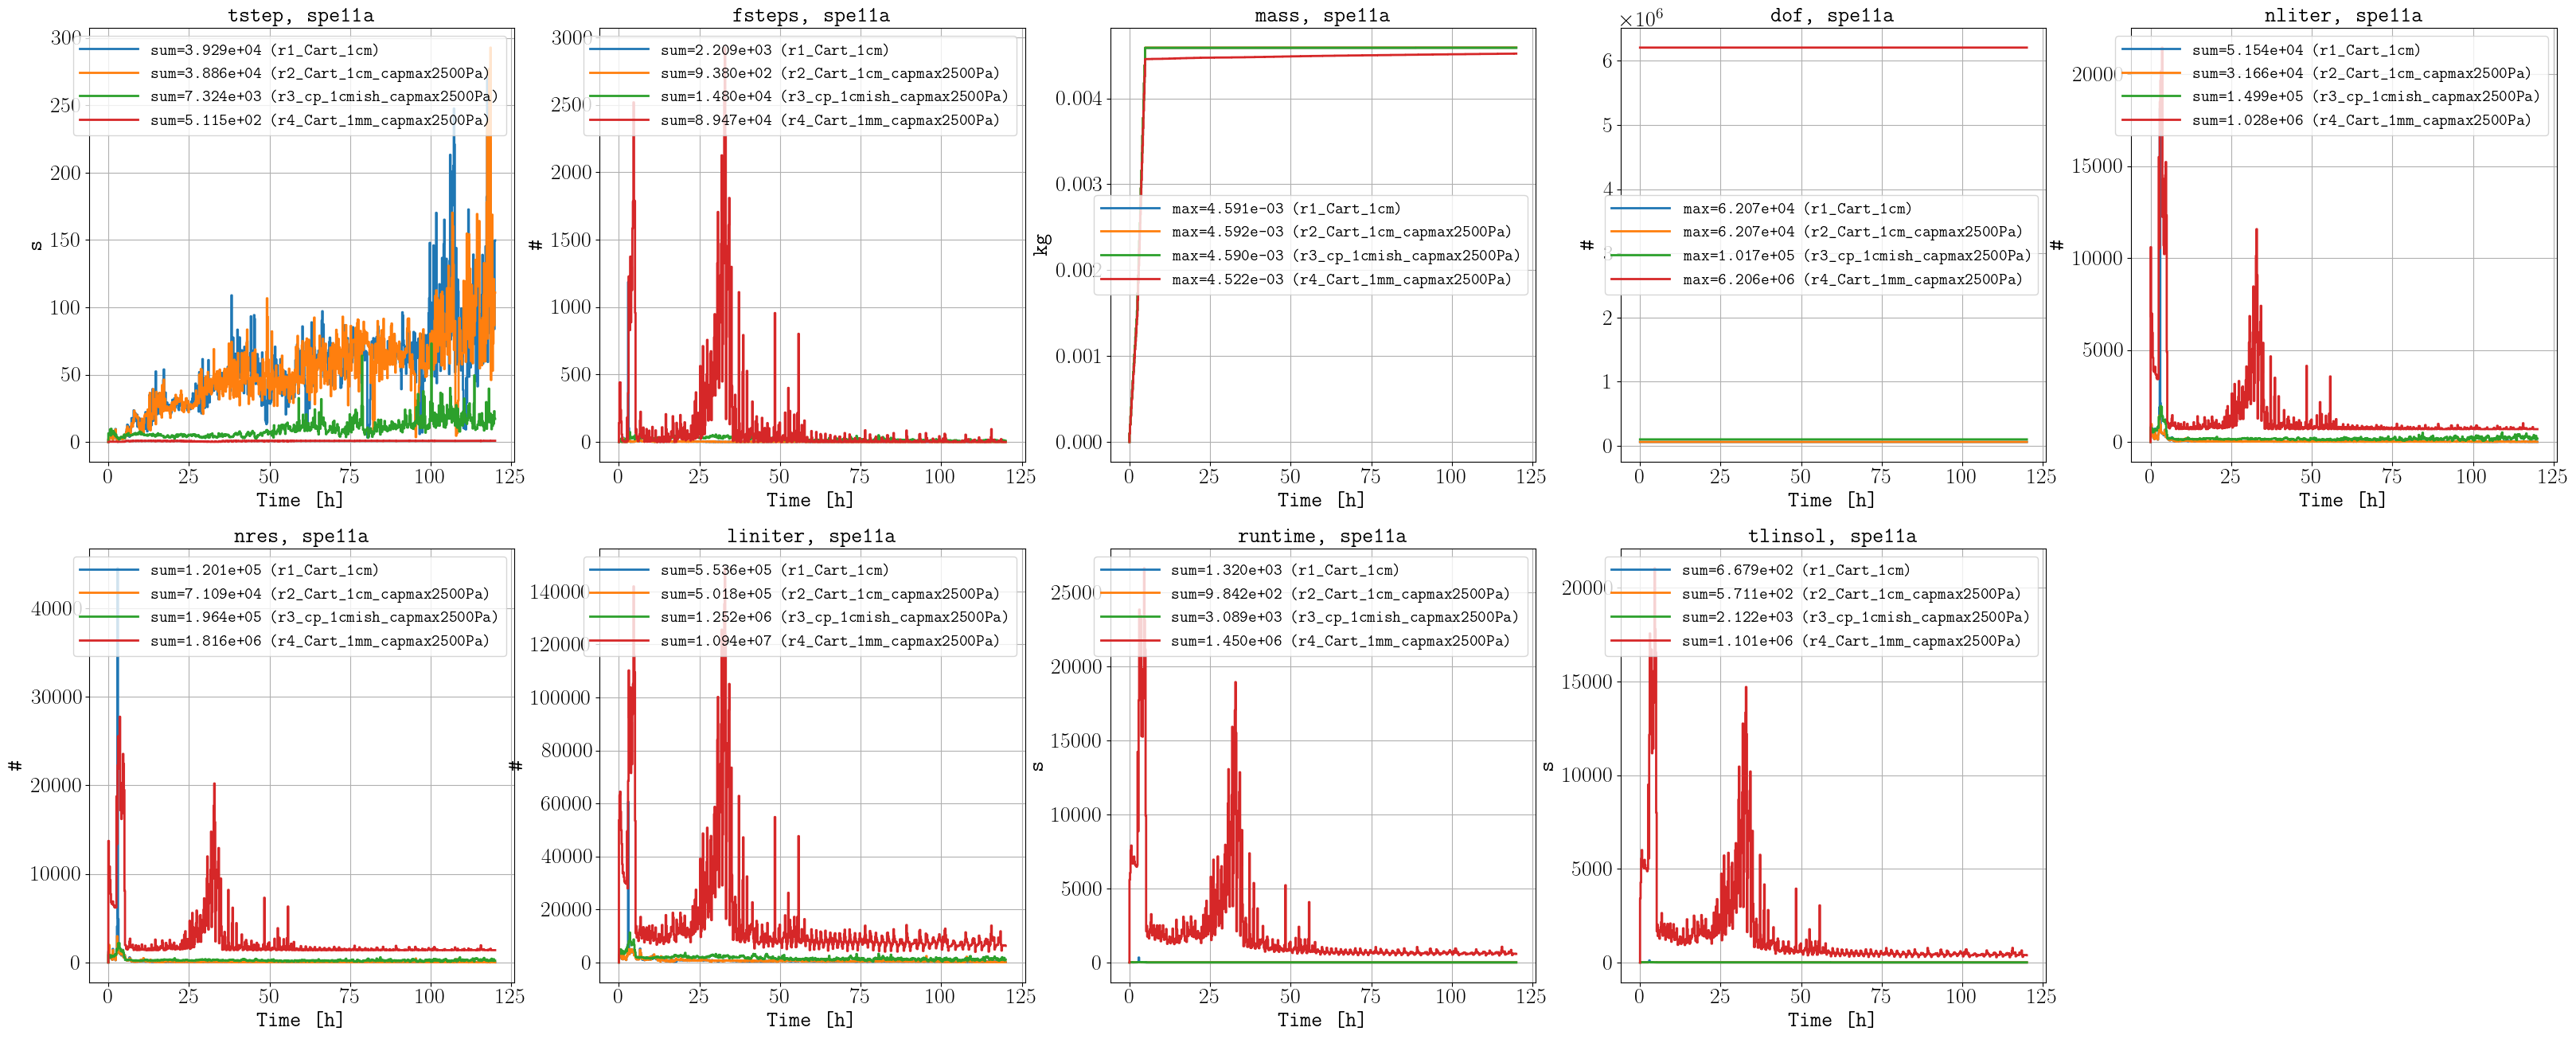 tstep, spe11a
300
250
200
150
100
50
0
s
sum=3.929e+04 (r1_Cart_1cm)
sum=3.886e+04 (r2_Cart_1cm_capmax2500Pa)
sum=7.324e+03 (r3_cp_1cmish_capmax2500Pa)
sum=5.115e+02 (r4_Cart_1mm_capmax2500Pa)
0 25 50 75 100 125
Time [h]
fsteps, spe11a
3000
2500
2000
1500
1000
500
0
#
sum=2.209e+03 (r1_Cart_1cm)
sum=9.380e+02 (r2_Cart_1cm_capmax2500Pa)
sum=1.480e+04 (r3_cp_1cmish_capmax2500Pa)
sum=8.947e+04 (r4_Cart_1mm_capmax2500Pa)
0 25 50 75 100 125
Time [h]
mass, spe11a
0.004
0.003
0.002
0.001
0.000
kg
max=4.591e-03 (r1_Cart_1cm)
max=4.592e-03 (r2_Cart_1cm_capmax2500Pa)
max=4.590e-03 (r3_cp_1cmish_capmax2500Pa)
max=4.522e-03 (r4_Cart_1mm_capmax2500Pa)
0 25 50 75 100 125
Time [h]
dof, spe11a
×10⁶
6
5
4
3
2
1
0
#
max=6.207e+04 (r1_Cart_1cm)
max=6.207e+04 (r2_Cart_1cm_capmax2500Pa)
max=1.017e+05 (r3_cp_1cmish_capmax2500Pa)
max=6.206e+06 (r4_Cart_1mm_capmax2500Pa)
0 25 50 75 100 125
Time [h]
nliter, spe11a
20000
15000
10000
5000
0
#
sum=5.154e+04 (r1_Cart_1cm)
sum=3.166e+04 (r2_Cart_1cm_capmax2500Pa)
sum=1.499e+05 (r3_cp_1cmish_capmax2500Pa)
sum=1.028e+06 (r4_Cart_1mm_capmax2500Pa)
0 25 50 75 100 125
Time [h]
nres, spe11a
40000
30000
20000
10000
0
#
sum=1.201e+05 (r1_Cart_1cm)
sum=7.109e+04 (r2_Cart_1cm_capmax2500Pa)
sum=1.964e+05 (r3_cp_1cmish_capmax2500Pa)
sum=1.816e+06 (r4_Cart_1mm_capmax2500Pa)
0 25 50 75 100 125
Time [h]
liniter, spe11a
140000
120000
100000
80000
60000
40000
20000
0
#
sum=5.536e+05 (r1_Cart_1cm)
sum=5.018e+05 (r2_Cart_1cm_capmax2500Pa)
sum=1.252e+06 (r3_cp_1cmish_capmax2500Pa)
sum=1.094e+07 (r4_Cart_1mm_capmax2500Pa)
0 25 50 75 100 125
Time [h]
runtime, spe11a
25000
20000
15000
10000
5000
0
s
sum=1.320e+03 (r1_Cart_1cm)
sum=9.842e+02 (r2_Cart_1cm_capmax2500Pa)
sum=3.089e+03 (r3_cp_1cmish_capmax2500Pa)
sum=1.450e+06 (r4_Cart_1mm_capmax2500Pa)
0 25 50 75 100 125
Time [h]
tlinsol, spe11a
20000
15000
10000
5000
0
s
sum=6.679e+02 (r1_Cart_1cm)
sum=5.711e+02 (r2_Cart_1cm_capmax2500Pa)
sum=2.122e+03 (r3_cp_1cmish_capmax2500Pa)
sum=1.101e+06 (r4_Cart_1mm_capmax2500Pa)
0 25 50 75 100 125
Time [h]